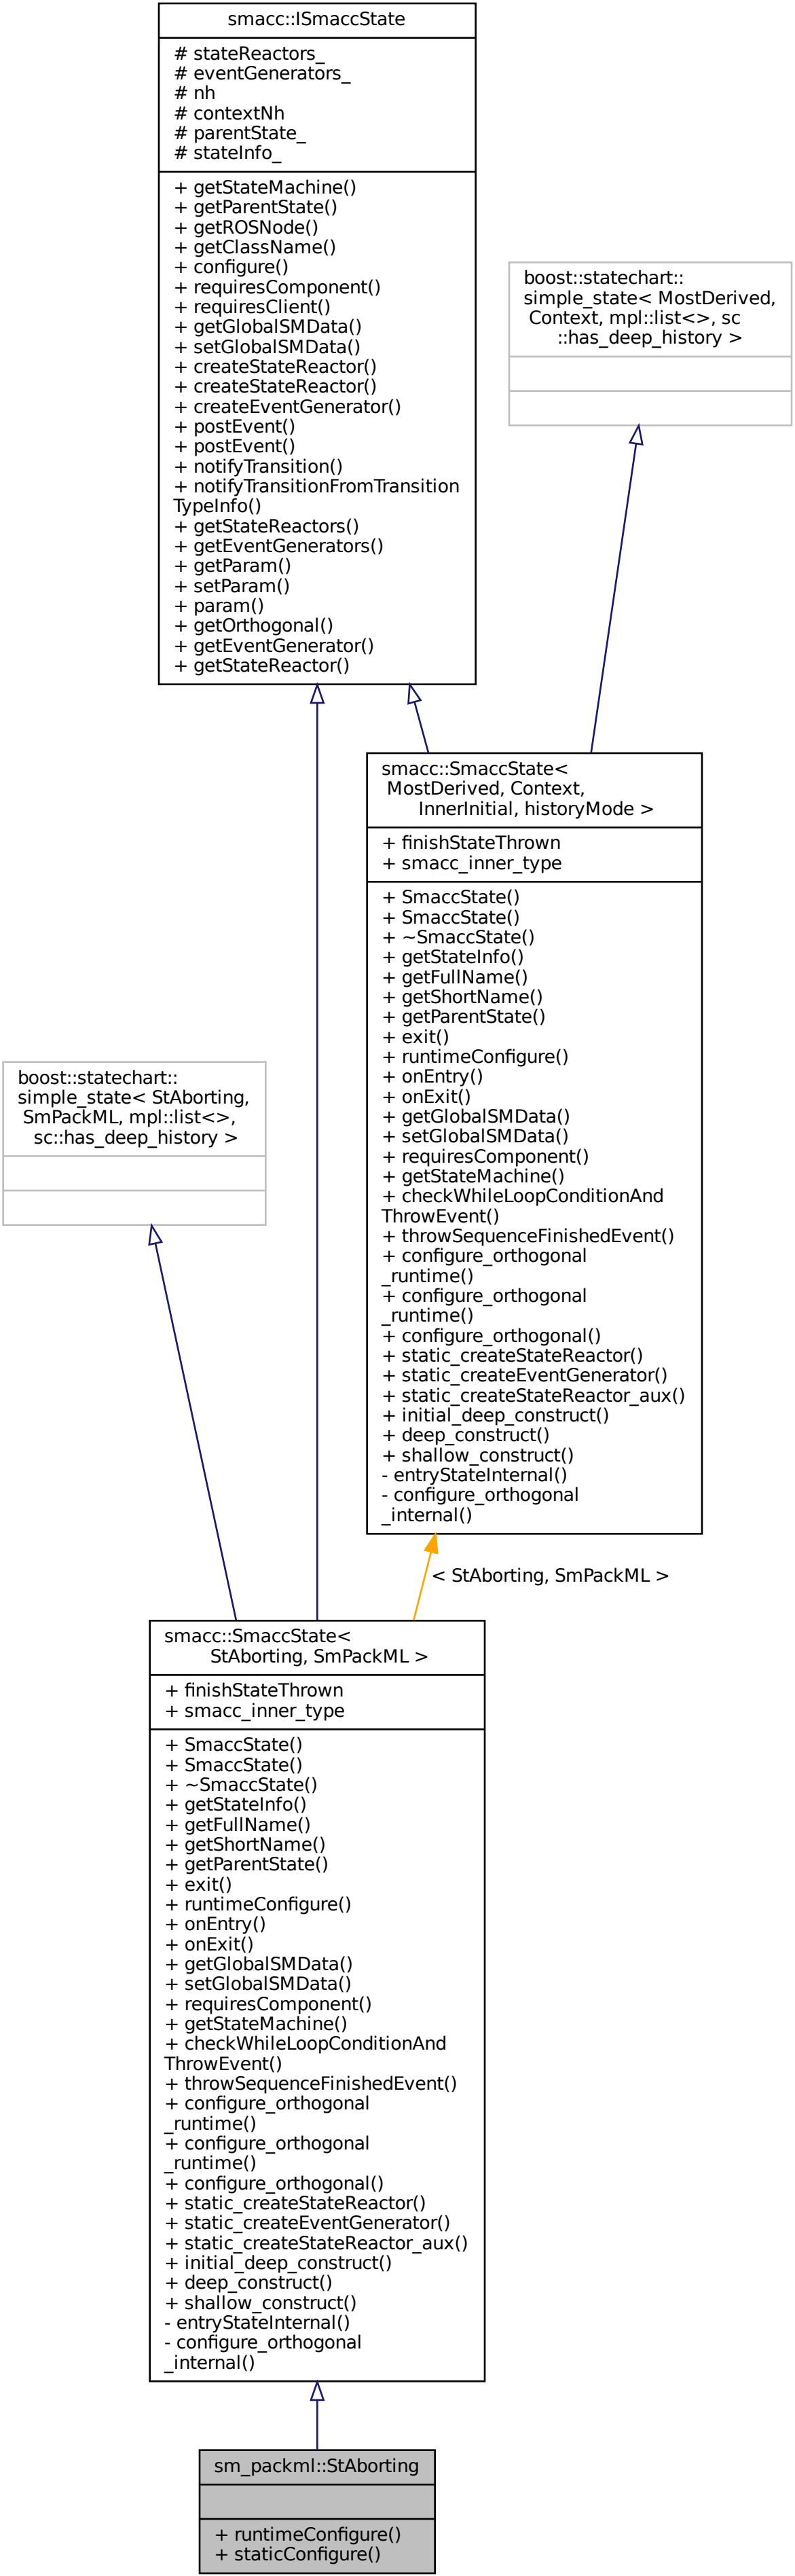 smacc::ISmaccState
# stateReactors_
# eventGenerators_
# nh
# contextNh
# parentState_
# stateInfo_
+ getStateMachine()
+ getParentState()
+ getROSNode()
+ getClassName()
+ configure()
+ requiresComponent()
+ requiresClient()
+ getGlobalSMData()
+ setGlobalSMData()
+ createStateReactor()
+ createStateReactor()
+ createEventGenerator()
+ postEvent()
+ postEvent()
+ notifyTransition()
+ notifyTransitionFromTransition
TypeInfo()
+ getStateReactors()
+ getEventGenerators()
+ getParam()
+ setParam()
+ param()
+ getOrthogonal()
+ getEventGenerator()
+ getStateReactor()
boost::statechart::
simple_state< MostDerived,
Context, mpl::list<>, sc
::has_deep_history >
smacc::SmaccState<
MostDerived, Context,
InnerInitial, historyMode >
+ finishStateThrown
+ smacc_inner_type
+ SmaccState()
+ SmaccState()
+ ~SmaccState()
+ getStateInfo()
+ getFullName()
+ getShortName()
+ getParentState()
+ exit()
+ runtimeConfigure()
+ onEntry()
+ onExit()
+ getGlobalSMData()
+ setGlobalSMData()
+ requiresComponent()
+ getStateMachine()
+ checkWhileLoopConditionAnd
ThrowEvent()
+ throwSequenceFinishedEvent()
+ configure_orthogonal
_runtime()
+ configure_orthogonal
_runtime()
+ configure_orthogonal()
+ static_createStateReactor()
+ static_createEventGenerator()
+ static_createStateReactor_aux()
+ initial_deep_construct()
+ deep_construct()
+ shallow_construct()
- entryStateInternal()
- configure_orthogonal
_internal()
boost::statechart::
simple_state< StAborting,
SmPackML, mpl::list<>,
sc::has_deep_history >
< StAborting, SmPackML >
smacc::SmaccState<
StAborting, SmPackML >
+ finishStateThrown
+ smacc_inner_type
+ SmaccState()
+ SmaccState()
+ ~SmaccState()
+ getStateInfo()
+ getFullName()
+ getShortName()
+ getParentState()
+ exit()
+ runtimeConfigure()
+ onEntry()
+ onExit()
+ getGlobalSMData()
+ setGlobalSMData()
+ requiresComponent()
+ getStateMachine()
+ checkWhileLoopConditionAnd
ThrowEvent()
+ throwSequenceFinishedEvent()
+ configure_orthogonal
_runtime()
+ configure_orthogonal
_runtime()
+ configure_orthogonal()
+ static_createStateReactor()
+ static_createEventGenerator()
+ static_createStateReactor_aux()
+ initial_deep_construct()
+ deep_construct()
+ shallow_construct()
- entryStateInternal()
- configure_orthogonal
_internal()
sm_packml::StAborting
+ runtimeConfigure()
+ staticConfigure()